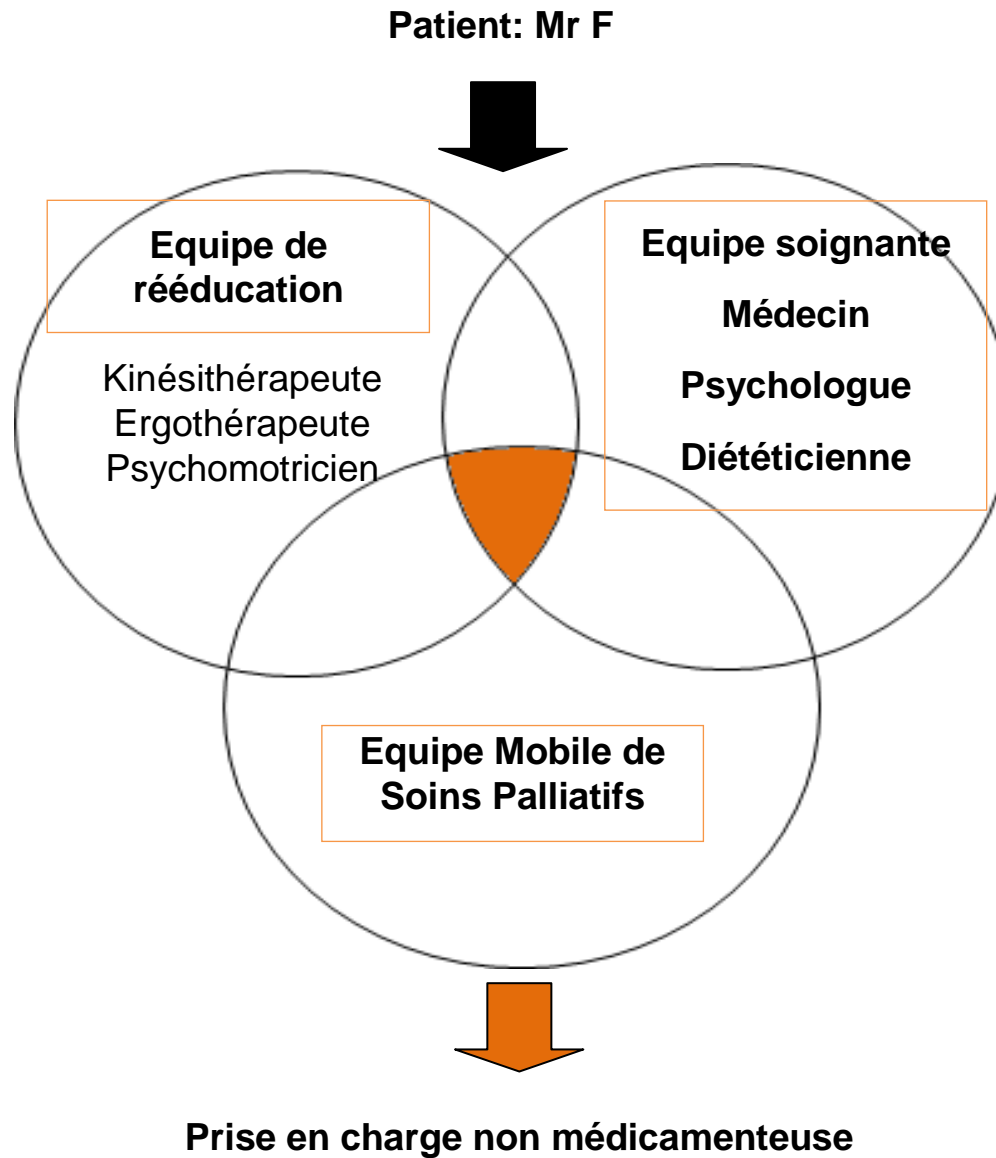 Patient: Mr F
Equipe de
rééducation
Kinésithérapeute
Ergothérapeute
Psychomotricien
Equipe soignante
Médecin
Psychologue
Diététicienne
Equipe Mobile de
Soins Palliatifs
Prise en charge non médicamenteuse